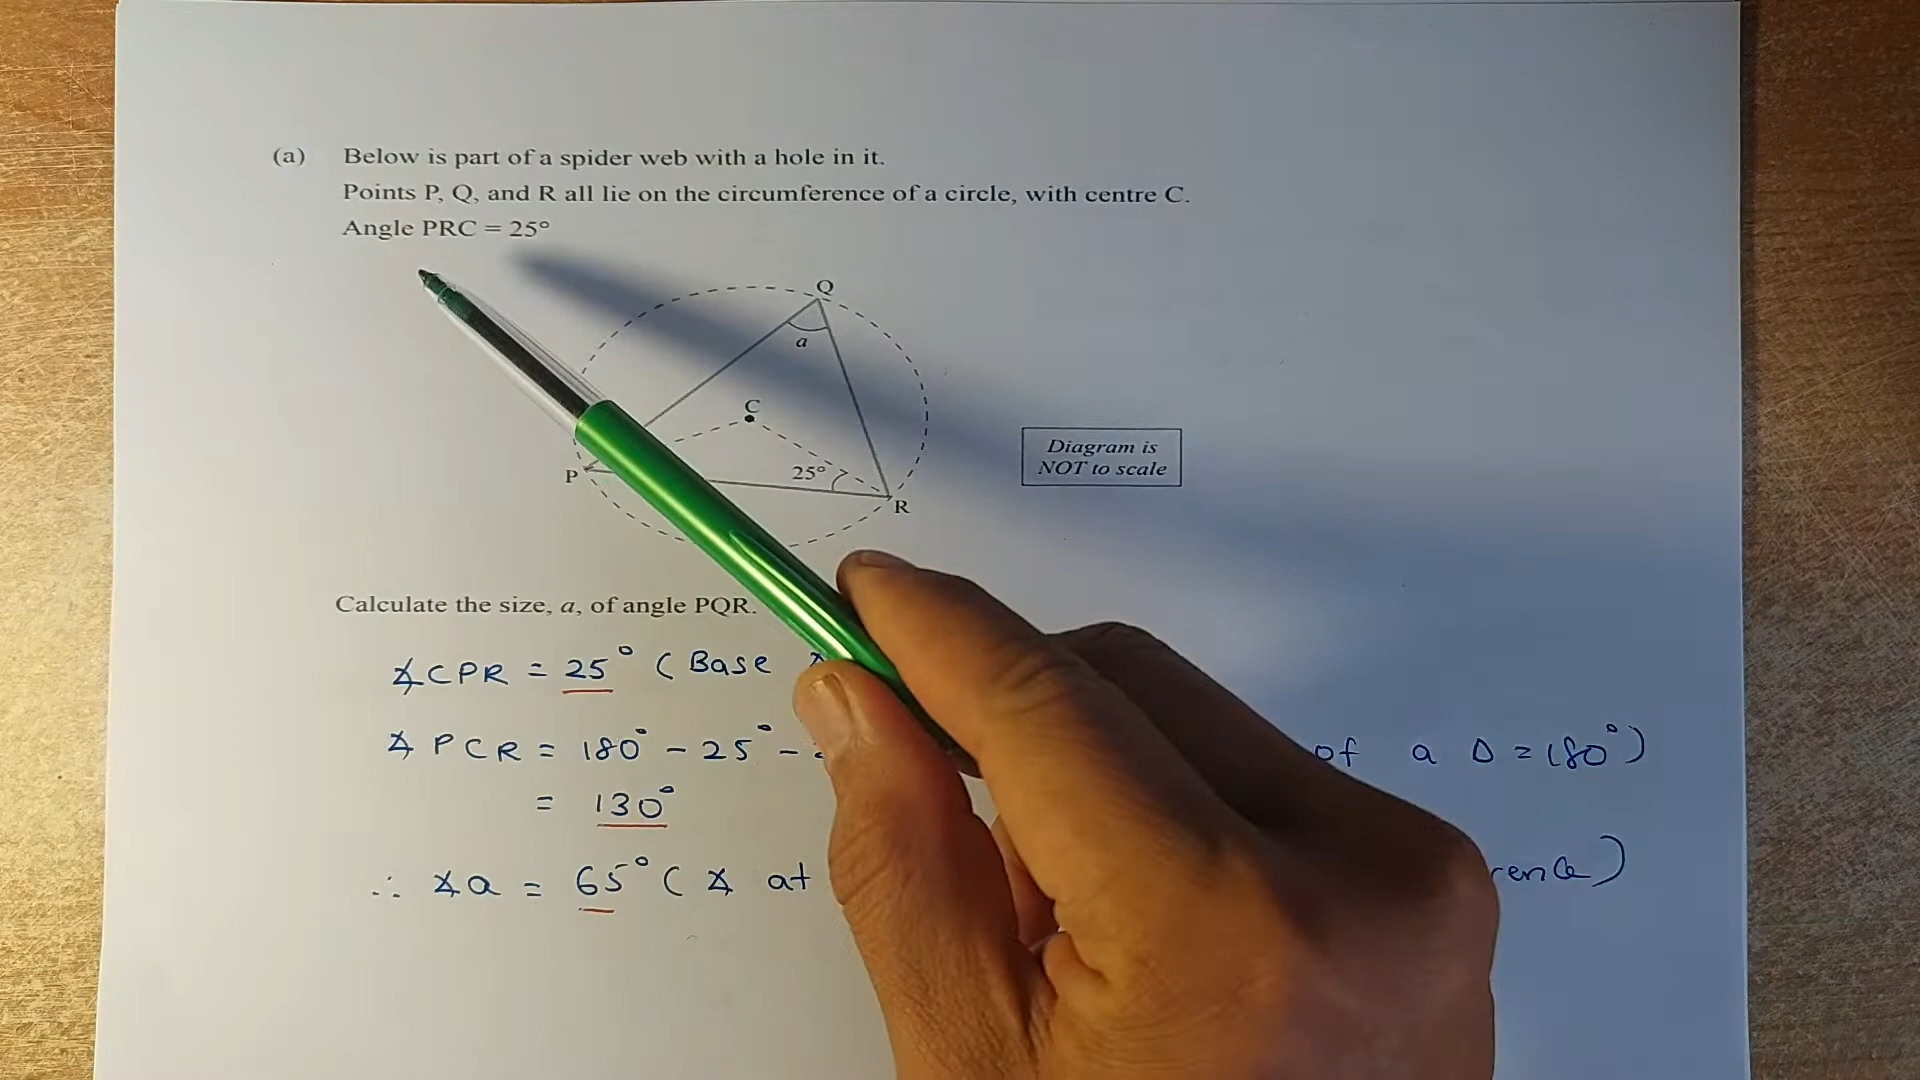 (a) Below is part of a spider web with a hole in it.
Points P, Q, and R all lie on the circumference of a circle, with centre C.
Angle PRC = 25°
Q
a
C
25°
P
R
Diagram is
NOT to scale
Calculate the size, a, of angle PQR.
∡CPR = 25° (Base
∡PCR = 180° - 25° - of a Δ = 180°)
= 130°
∴ ∡a = 65° (∡ at